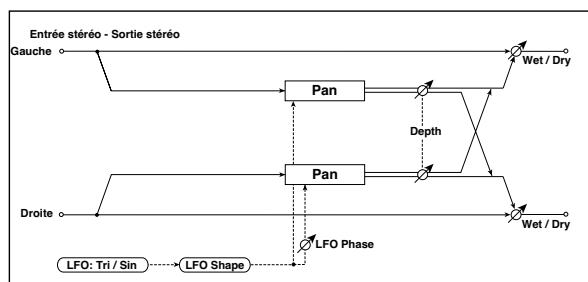 Entrée stéréo - Sortie stéréo
Gauche
Wet / Dry
Pan
Depth
Pan
Droite
Wet / Dry
LFO Phase
LFO: Tri / Sin
LFO Shape